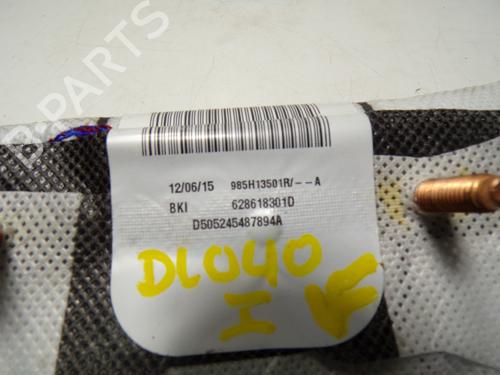 B-PARTS
12/06/15 985H13501R/--A
BKI 628618301D
D505245487894A
DL040
I